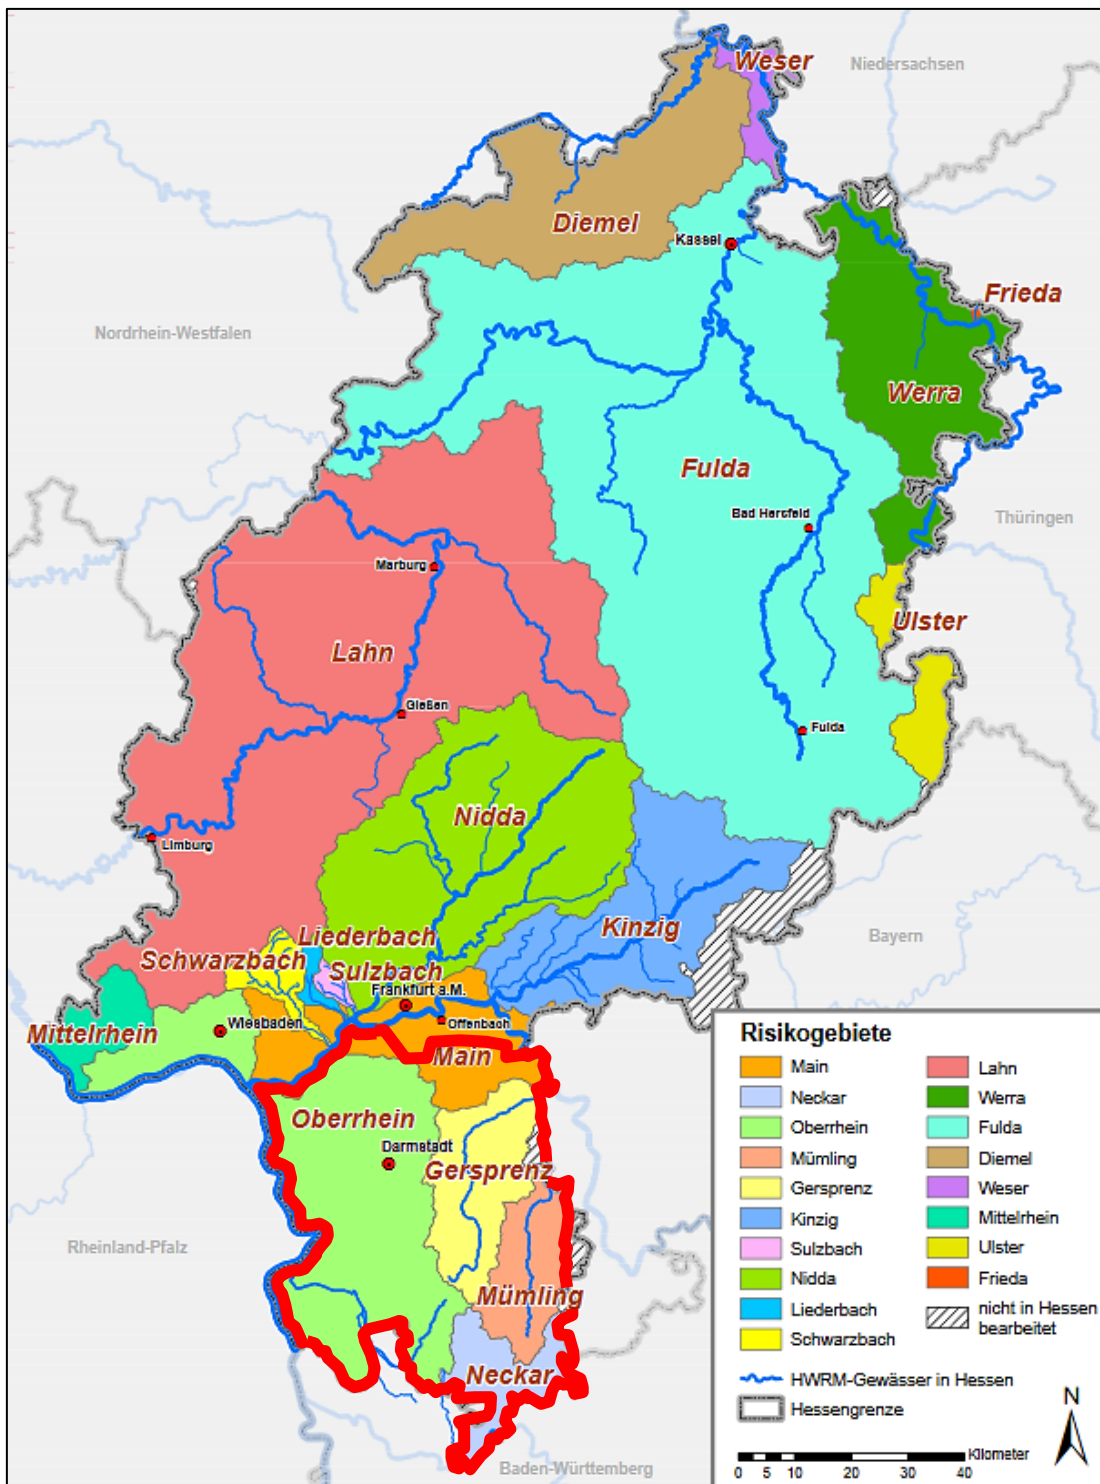 Weser
Niedersachsen
Diemel
Kassel
Frieda
Nordrhein-Westfalen
Werra
Fulda
Bad Hersfeld
Thüringen
Marburg
Ulster
Lahn
Gießen
Fulda
Nidda
Limburg
Kinzig
Liederbach
Bayern
Schwarzbach
Sulzbach
Frankfurt a.M.
Wiesbaden
Offenbach
Mittelrhein
Main
Oberrhein
Darmstadt
Gersprenz
Rheinland-Pfalz
Mümling
Neckar
Baden-Württemberg
Risikogebiete
Main
Neckar
Oberrhein
Mümling
Gersprenz
Kinzig
Sulzbach
Nidda
Liederbach
Schwarzbach
Lahn
Werra
Fulda
Diemel
Weser
Mittelrhein
Ulster
Frieda
nicht in Hessen
bearbeitet
HWRM-Gewässer in Hessen
Hessengrenze
N
Kilometer
0 5 10 20 30 40